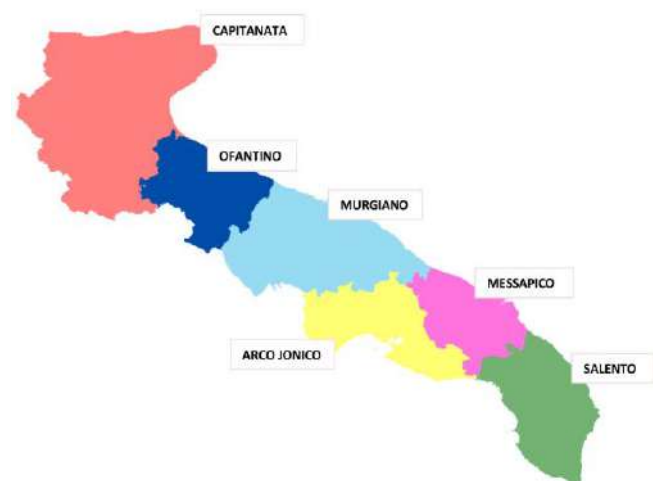 CAPITANATA
OFANTINO
MURGIANO
MESSAPICO
ARCO JONICO
SALENTO